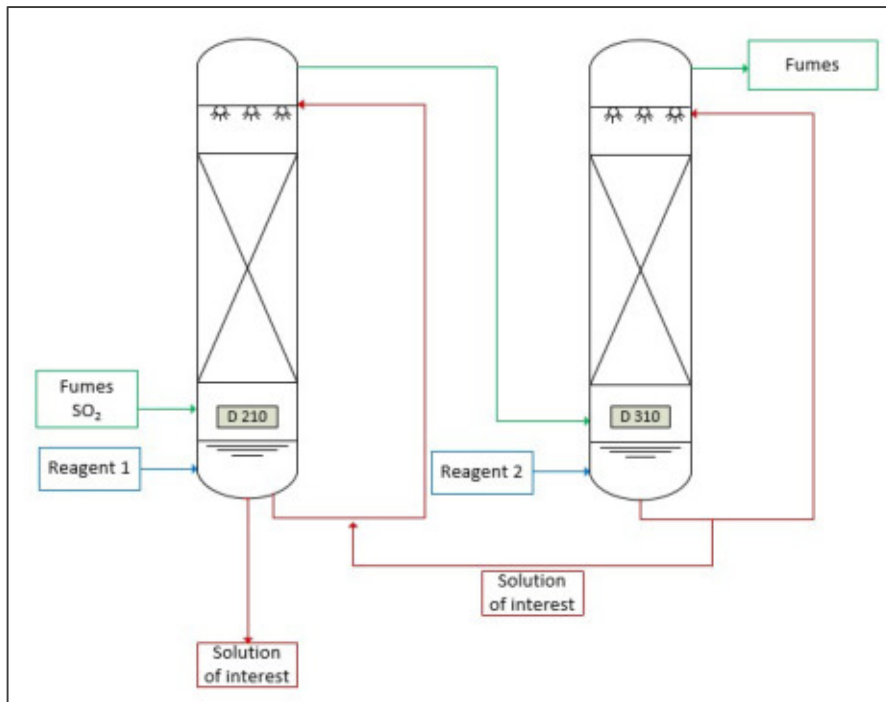 Fumes
Fumes
SO₂
D 210
D 310
Reagent 1
Reagent 2
Solution
of interest
Solution
of interest